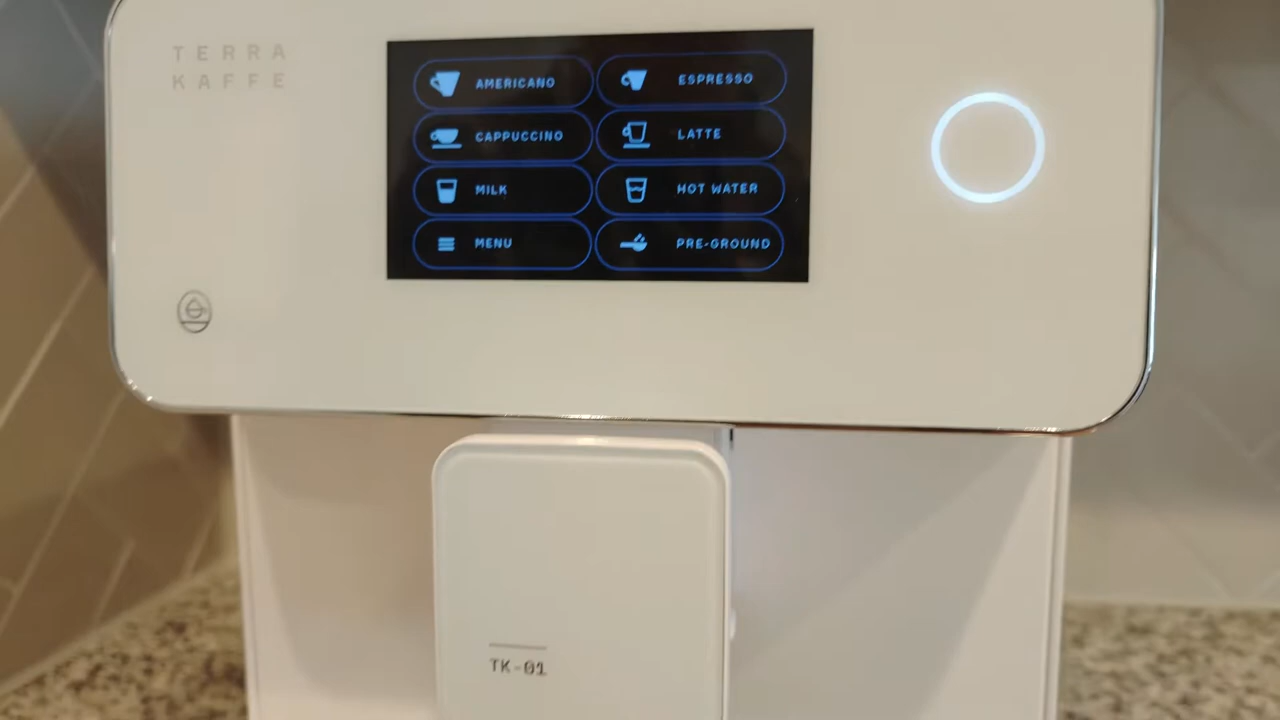 TERRA
KAFFE
AMERICANO
ESPRESSO
CAPPUCCINO
LATTE
MILK
HOT WATER
MENU
PRE-GROUND
TK-01